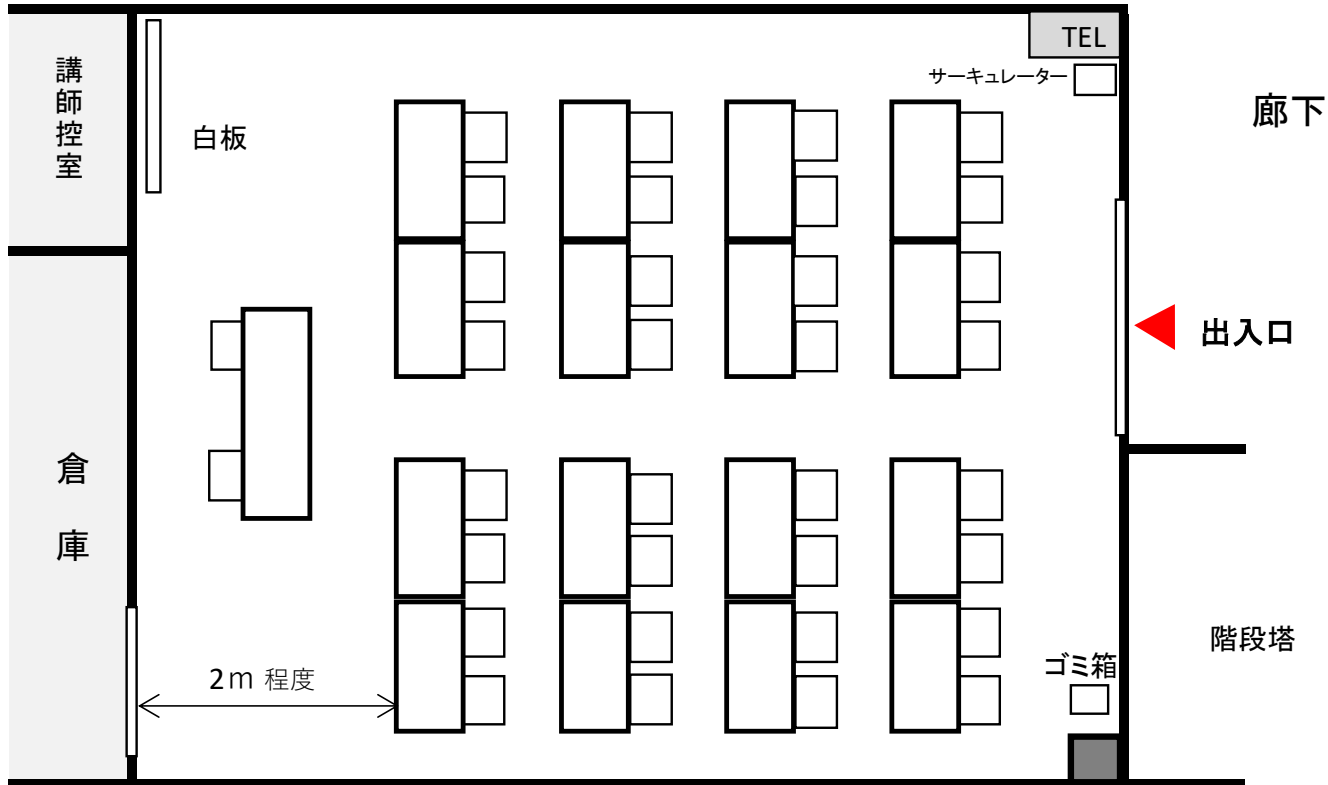 講師控室
白板
TEL
サーキュレーター
廊下
出入口
倉庫
2m 程度
ゴミ箱
階段塔